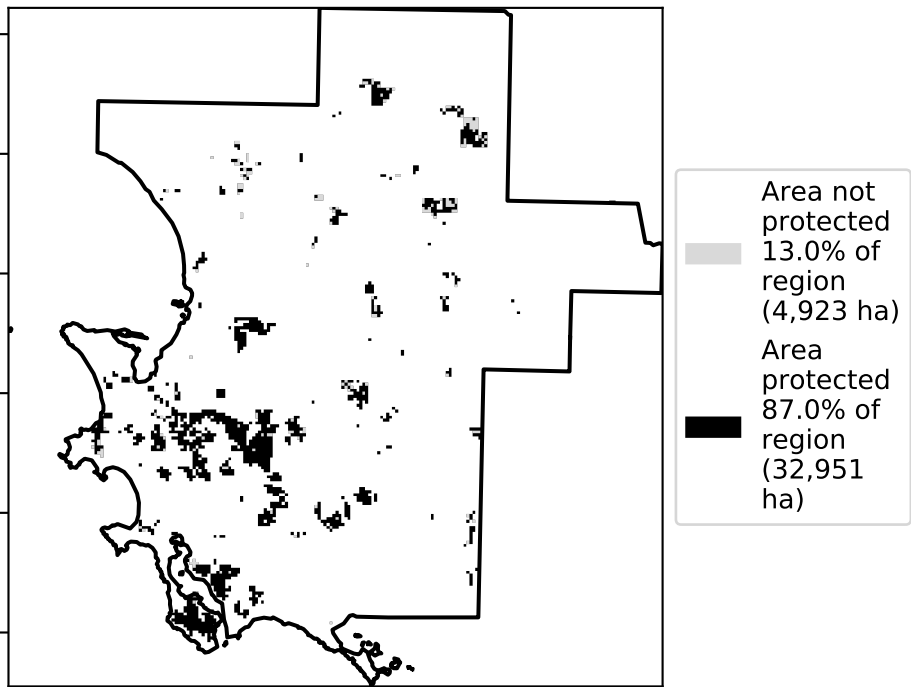 Area not
protected
13.0% of
region
(4,923 ha)
Area
protected
87.0% of
region
(32,951
ha)